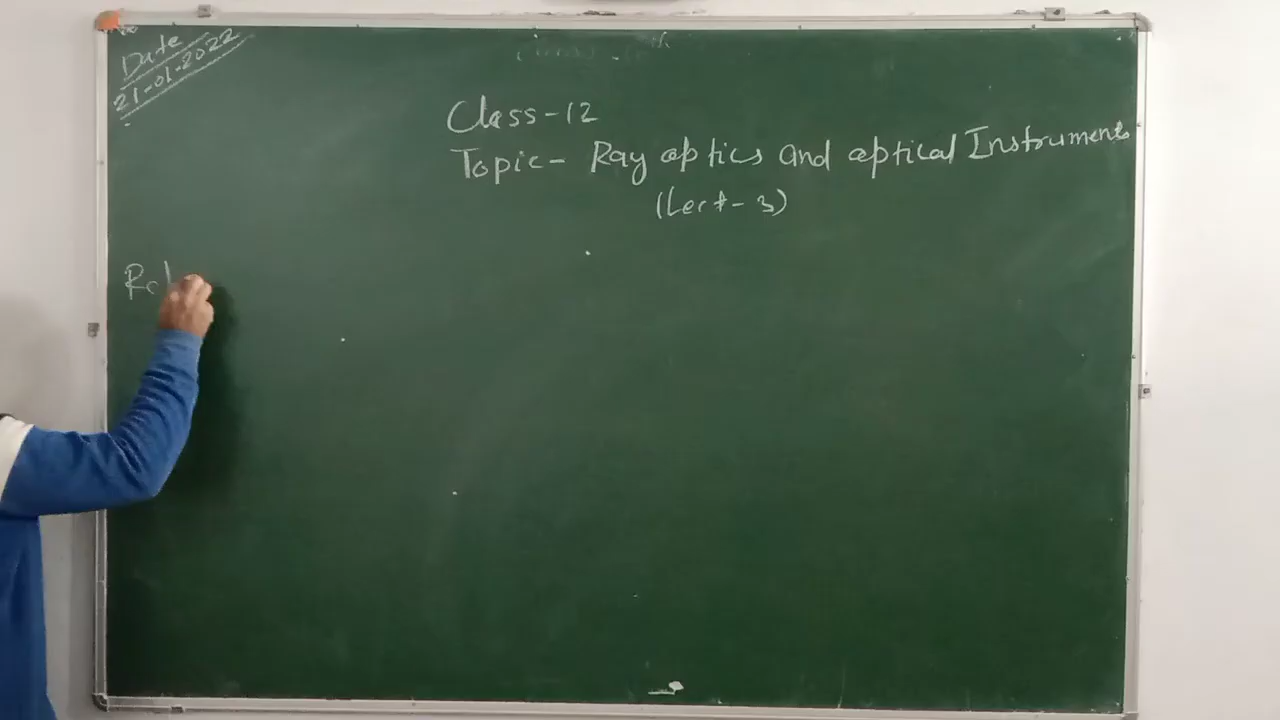 Date
21-01-2022
Class-12
Topic- Ray optics and optical Instruments
(Lect-3)